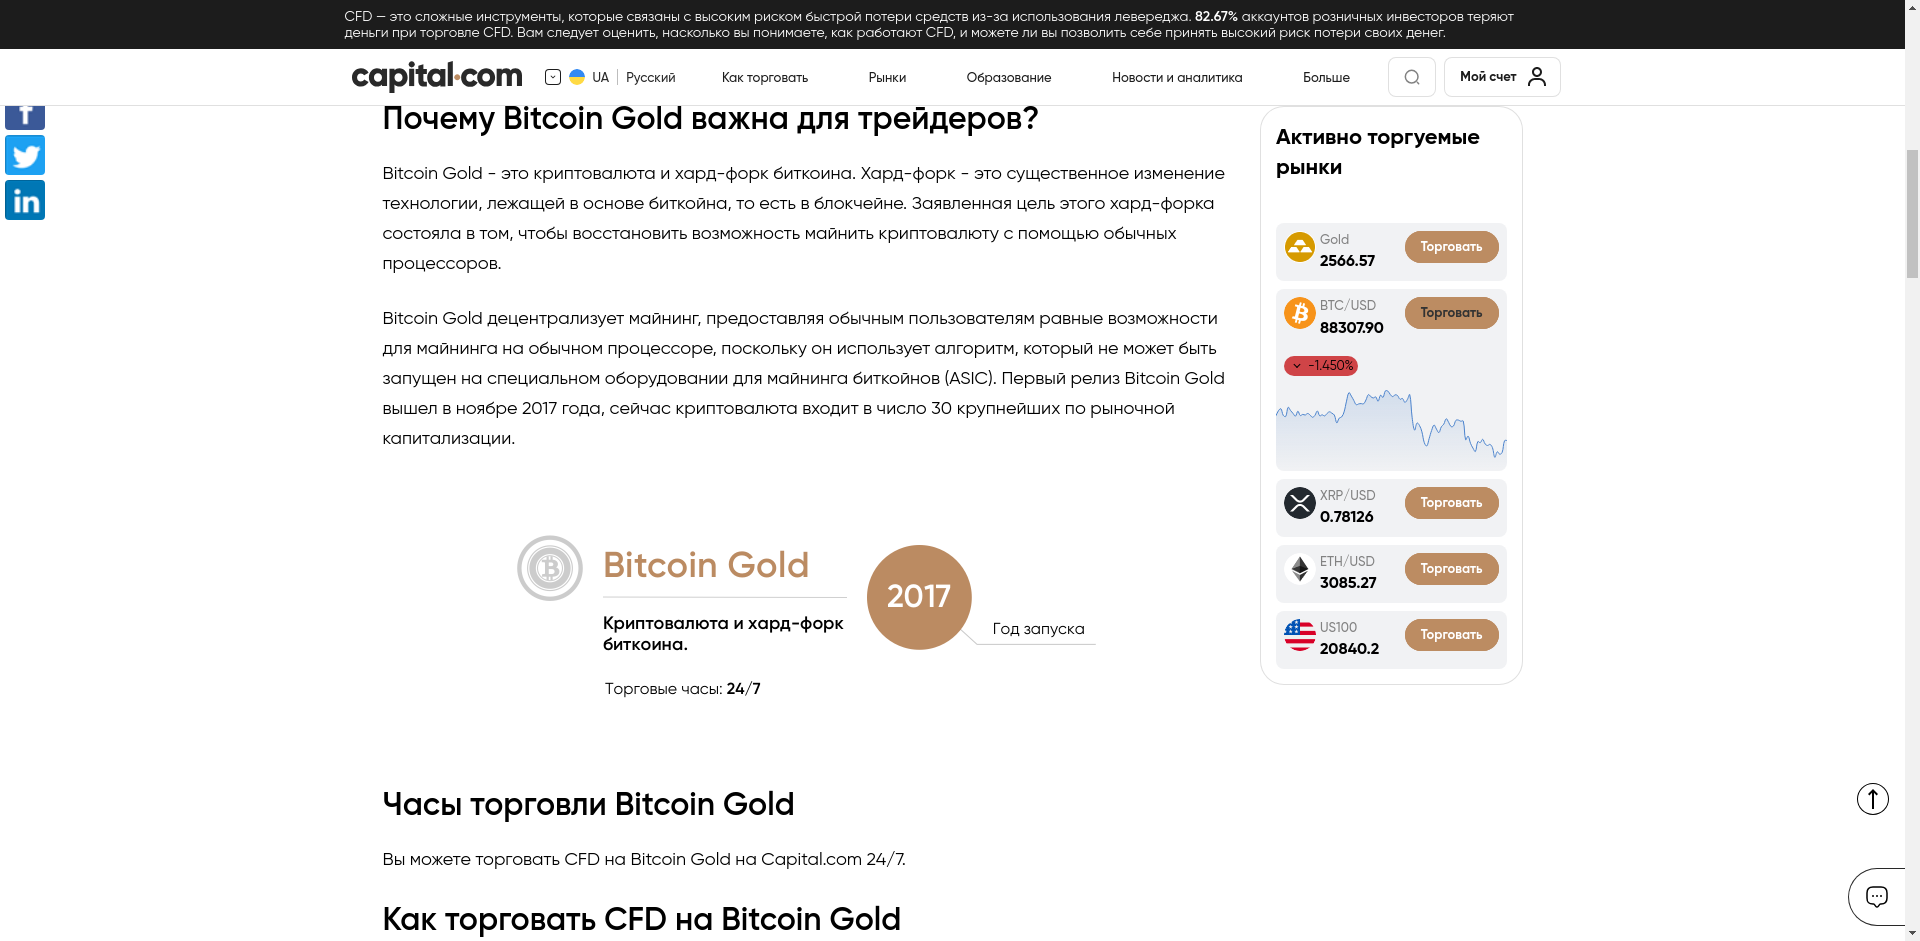 CFD — это сложные инструменты, которые связаны с высоким риском быстрой потери средств из-за использования левереджа. 82.67% аккаунтов розничных инвесторов теряют
деньги при торговле CFD. Вам следует оценить, насколько вы понимаете, как работают CFD, и можете ли вы позволить себе принять высокий риск потери своих денег.
capital.com
UA
Русский
Как торговать
Рынки
Образование
Новости и аналитика
Больше
Мой счет
Почему Bitcoin Gold важна для трейдеров?
Bitcoin Gold - это криптовалюта и хард-форк биткоина. Хард-форк - это существенное изменение
технологии, лежащей в основе биткойна, то есть в блокчейне. Заявленная цель этого хард-форка
состояла в том, чтобы восстановить возможность майнить криптовалюту с помощью обычных
процессоров.
Bitcoin Gold децентрализует майнинг, предоставляя обычным пользователям равные возможности
для майнинга на обычном процессоре, поскольку он использует алгоритм, который не может быть
запущен на специальном оборудовании для майнинга биткойнов (ASIC). Первый релиз Bitcoin Gold
вышел в ноябре 2017 года, сейчас криптовалюта входит в число 30 крупнейших по рыночной
капитализации.
Bitcoin Gold
Криптовалюта и хард-форк
биткоина.
Торговые часы: 24/7
2017
Год запуска
Часы торговли Bitcoin Gold
Вы можете торговать CFD на Bitcoin Gold на Capital.com 24/7.
Как торговать CFD на Bitcoin Gold
Активно торгуемые
рынки
Gold
2566.57
Торговать
BTC/USD
88307.90
Торговать
-1.450%
XRP/USD
0.78126
Торговать
ETH/USD
3085.27
Торговать
US100
20840.2
Торговать